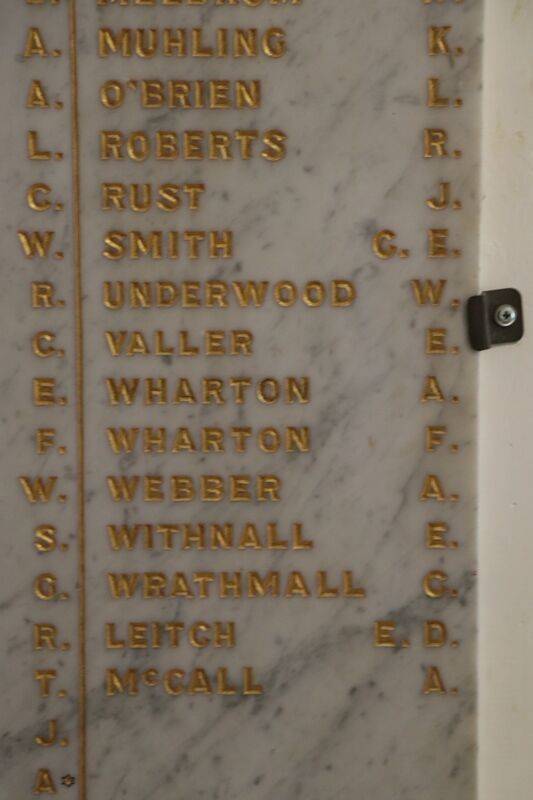 A. MUHLING K.
A. O'BRIEN L.
L. ROBERTS R.
C. RUST J.
W. SMITH C. E.
R. UNDERWOOD W.
C. VALLER E.
E. WHARTON A.
F. WHARTON F.
W. WEBBER A.
S. WITHNALL E.
G. WRATHMALL C.
R. LEITCH E. D.
T. McCALL A.
J.
A*